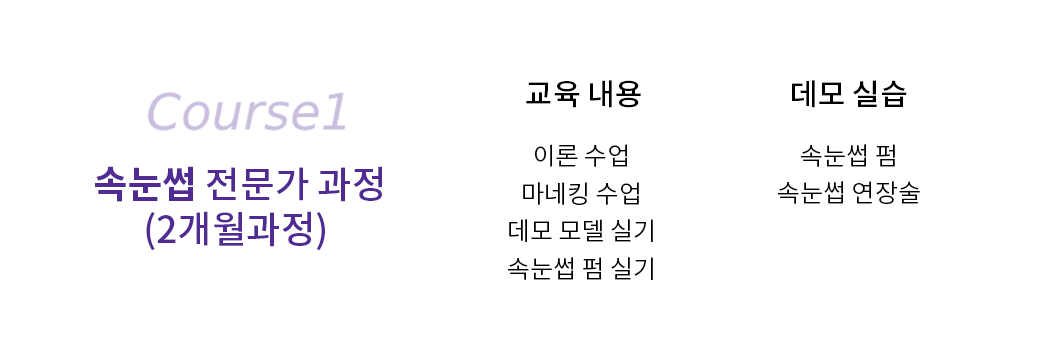 Course1
속눈썹 전문가 과정
(2개월과정)
교육 내용
이론 수업
마네킹 수업
데모 모델 실기
속눈썹 펌 실기
데모 실습
속눈썹 펌
속눈썹 연장술